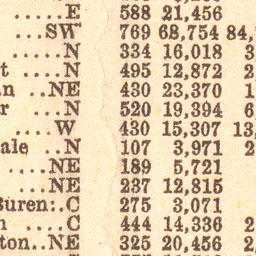 .....E 588 21,456
...SW 769 68,754 84,
....N 334 16,018 3
t ....N 495 12,872 2
n ..NE 430 23,370 1
r ...N 520 19,394 6
....W 430 15,307 13,
ale ..N 107 3,971 2
....NE 189 5,721
....NE 237 12,815
Buren:.C 275 3,071
n ....C 444 14,336 2
ton..NE 325 20,456 2